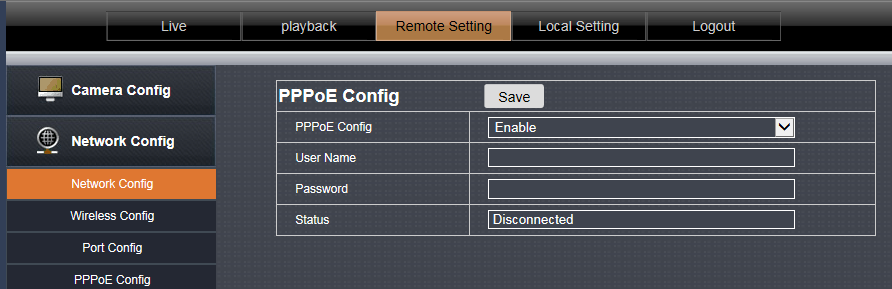 Live playback Remote Setting Local Setting Logout
Camera Config
Network Config
Network Config
Wireless Config
Port Config
PPPoE Config
PPPoE Config Save
PPPoE Config Enable
User Name
Password
Status Disconnected